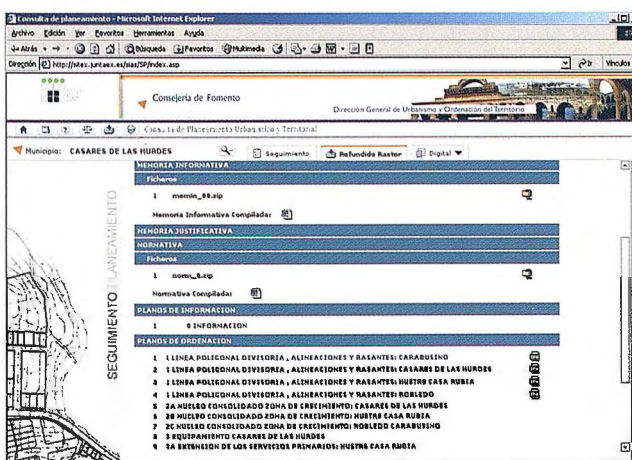 Consulta de planeamiento - Microsoft Internet Explorer
Archivo Edición Ver Favoritos Herramientas Ayuda
Atrás Búsqueda Favoritos Multimedia
Dirección http://sitex.juntaex.es/sias/SP/index.asp Ir Vínculos
Consejería de Fomento
Dirección General de Urbanismo y Ordenación del Territorio
Consulta de Planeamiento Urbanístico y Territorial
Municipio: CASARES DE LAS HURDES Seguimiento Refundido Raster Digital
SEGUIMIENTO PLANEAMIENTO
MEMORIA INFORMATIVA
Ficheros
1 memin_00.zip
Memoria Informativa Compilada:
MEMORIA JUSTIFICATIVA
NORMATIVA
Ficheros
1 norm_0.zip
Normativa Compilada:
PLANOS DE INFORMACION
1 0 INFORMACION
PLANOS DE ORDENACION
1 1 LINEA POLIGONAL DIVISORIA , ALINEACIONES Y RASANTES: CARABUSINO
2 1 LINEA POLIGONAL DIVISORIA , ALINEACIONES Y RASANTES: CASARES DE LAS HURDES
3 1 LINEA POLIGONAL DIVISORIA , ALINEACIONES Y RASANTES: HUETRE CASA RUBIA
4 1 LINEA POLIGONAL DIVISORIA , ALINEACIONES Y RASANTES: ROBLEDO
5 2A NUCLEO CONSOLIDADO ZONA DE CRECIMIENTO: CASARES DE LAS HURDES
6 2B NUCLEO CONSOLIDADO ZONA DE CRECIMIENTO: HUETRE CASA RUBIA
7 2C NUCLEO CONSOLIDADO ZONA DE CRECIMIENTO: ROBLEDO CARABUSINO
8 3 EQUIPAMIENTO CASARES DE LAS HURDES
9 3A EXTENSION DE LOS SERVICIOS PRIMARIOS: HUETRE CASA RUBIA